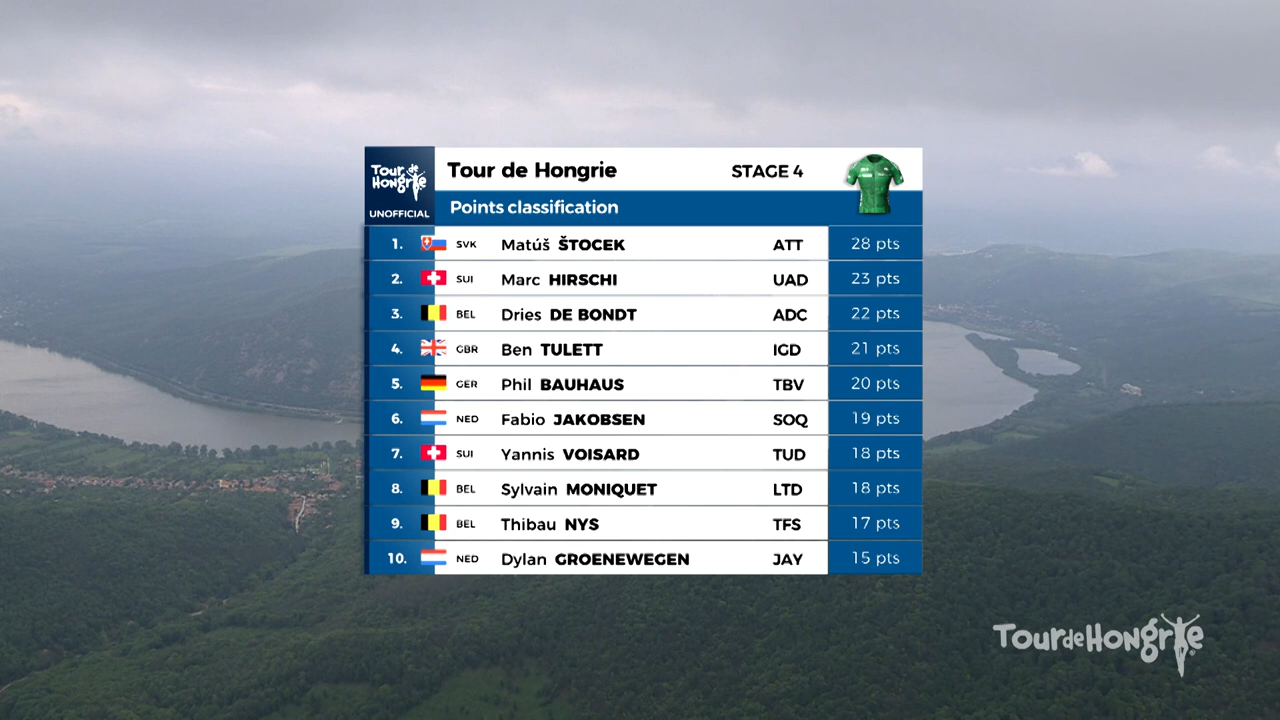 Tour de Hongrie
UNOFFICIAL
Tour de Hongrie STAGE 4
Points classification
1. SVK Matúš ŠTOCEK ATT 28 pts
2. SUI Marc HIRSCHI UAD 23 pts
3. BEL Dries DE BONDT ADC 22 pts
4. GBR Ben TULETT IGD 21 pts
5. GER Phil BAUHAUS TBV 20 pts
6. NED Fabio JAKOBSEN SOQ 19 pts
7. SUI Yannis VOISARD TUD 18 pts
8. BEL Sylvain MONIQUET LTD 18 pts
9. BEL Thibau NYS TFS 17 pts
10. NED Dylan GROENEWEGEN JAY 15 pts
Tour de Hongrie